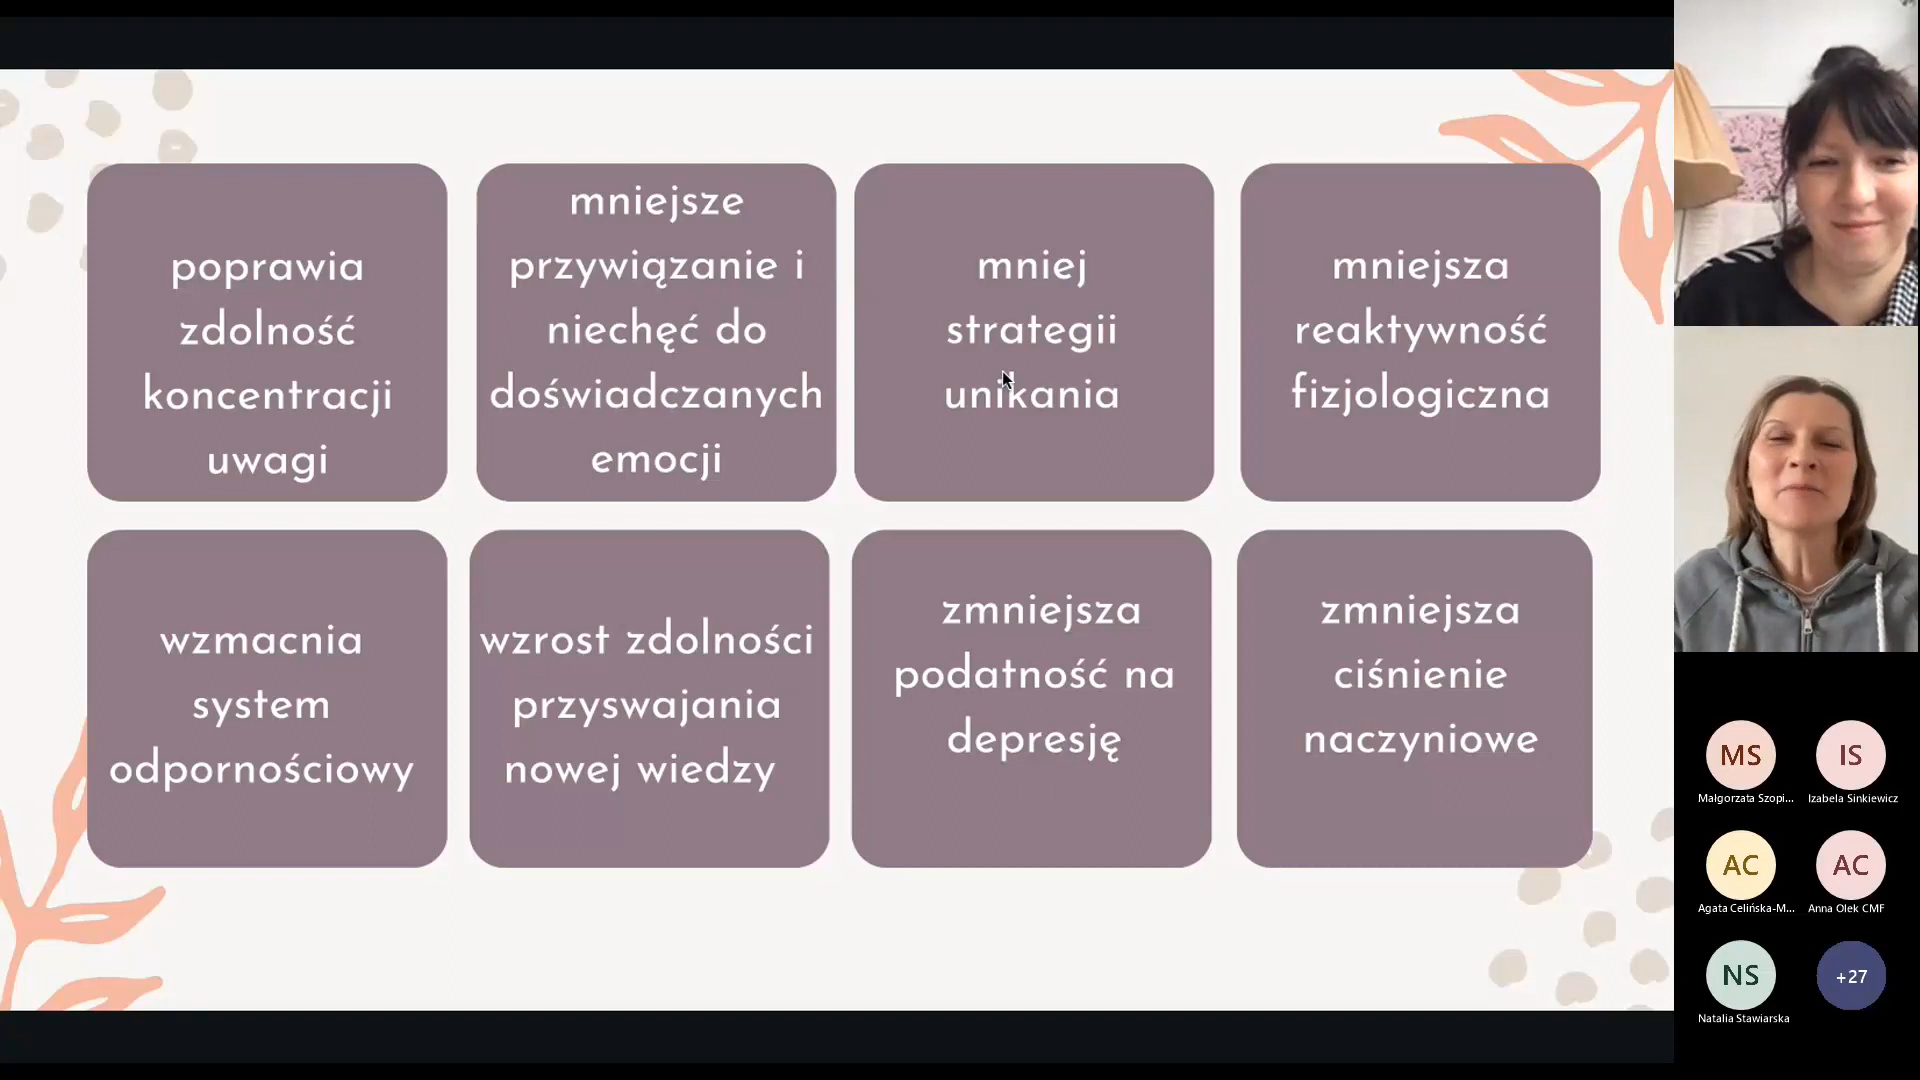 poprawia
zdolność
koncentracji
uwagi
mniejsze
przywiązanie i
niechęć do
doświadczanych
emocji
mniej
strategii
unikania
mniejsza
reaktywność
fizjologiczna
wzmacnia
system
odpornościowy
wzrost zdolności
przyswajania
nowej wiedzy
zmniejsza
podatność na
depresję
zmniejsza
ciśnienie
naczyniowe
MS
Małgorzata Szopi...
IS
Izabela Sinkiewicz
AC
Agata Celińska-M...
AC
Anna Olek CMF
NS
Natalia Stawiarska
+27